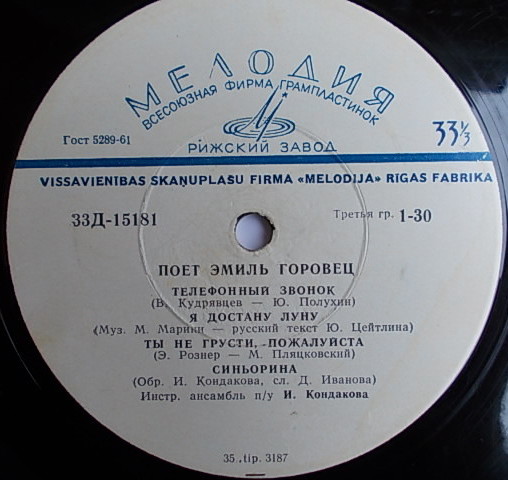 МЕЛОДИЯ
ВСЕСОЮЗНАЯ ФИРМА ГРАМПЛАСТИНОК
Гост 5289-61
РИЖСКИЙ ЗАВОД
33⅓
VISSAVIENĪBAS SKAŅUPLAŠU FIRMA «MELODIJA» RĪGAS FABRIKA
33Д-15181
Третья гр. 1-30
ПОЕТ ЭМИЛЬ ГОРОВЕЦ
ТЕЛЕФОННЫЙ ЗВОНОК
(В. Кудрявцев — Ю. Полухин)
Я ДОСТАНУ ЛУНУ
(Муз. М. Марини — русский текст Ю. Цейтлина)
ТЫ НЕ ГРУСТИ, ПОЖАЛУЙСТА
(Э. Рознер — М. Пляцковский)
СИНЬОРИНА
(Обр. И. Кондакова, сл. Д. Иванова)
Инстр. ансамбль п/у И. Кондакова
35. tip. 3187